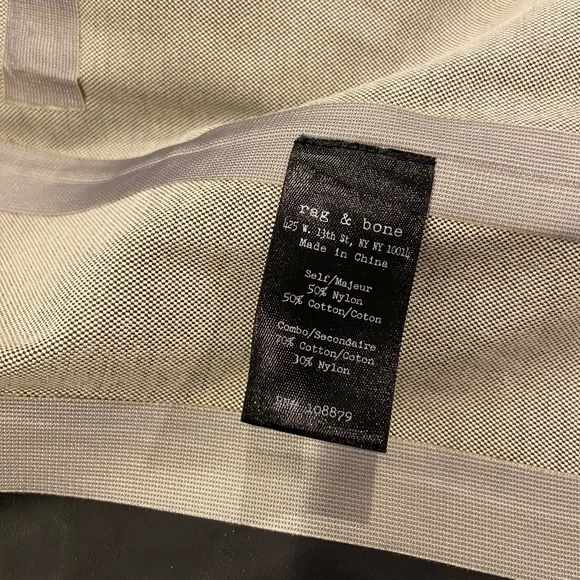 rag & bone
425 W. 13th St, NY NY 10014
Made in China
Self/Majeur
50% Nylon
50% Cotton/Coton
Combo/Secondaire
70% Cotton/Coton
30% Nylon
RN# 108879